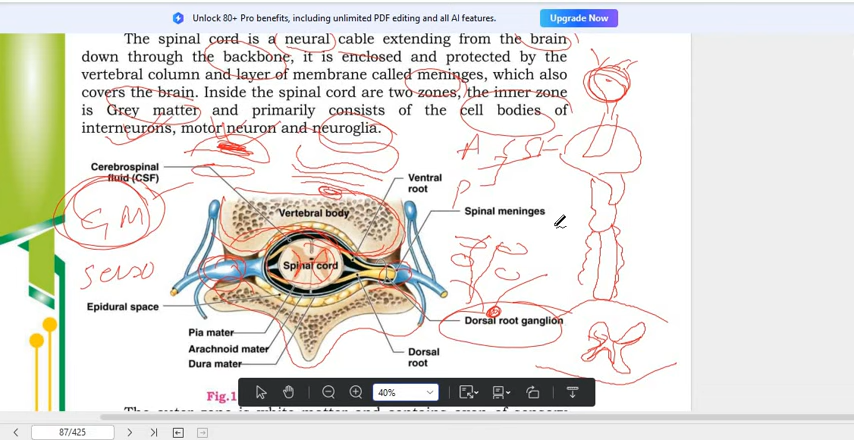 Unlock 80+ Pro benefits, including unlimited PDF editing and all AI features.
Upgrade Now
The spinal cord is a neural cable extending from the brain
down through the backbone, it is enclosed and protected by the
vertebral column and layer of membrane called meninges, which also
covers the brain. Inside the spinal cord are two zones, the inner zone
is Grey matter and primarily consists of the cell bodies of
interneurons, motor neuron and neuroglia.
A
P
CSF
Cerebrospinal
fluid (CSF)
Ventral
root
Vertebral body
Spinal meninges
GM
Spinal cord
senso
Epidural space
Dorsal root ganglion
Pia mater
Arachnoid mater
Dura mater
Dorsal
root
Fig.1
40%
87/425